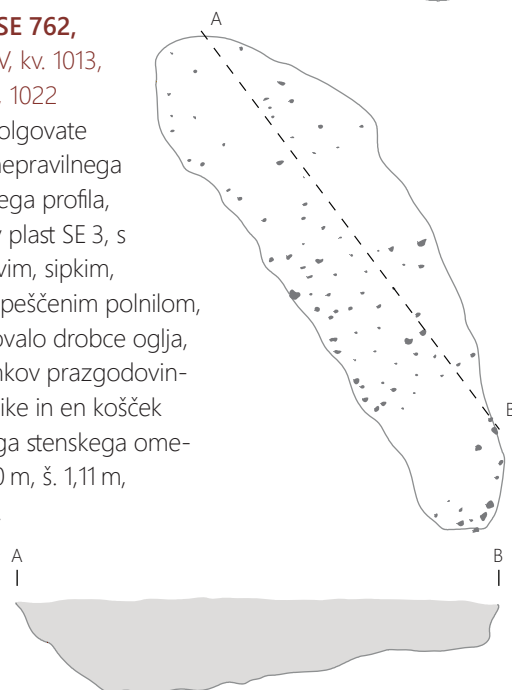 SE 762,
V, kv. 1013,
1022
olgovate
nepravilnega
ega profila,
plast SE 3, s
vim, sipkim,
peščenim polnilom,
ovalo drobce oglja,
nkov prazgodovin-
ike in en košček
ga stenskega ome-
0 m, š. 1,11 m,
A
B
A
B